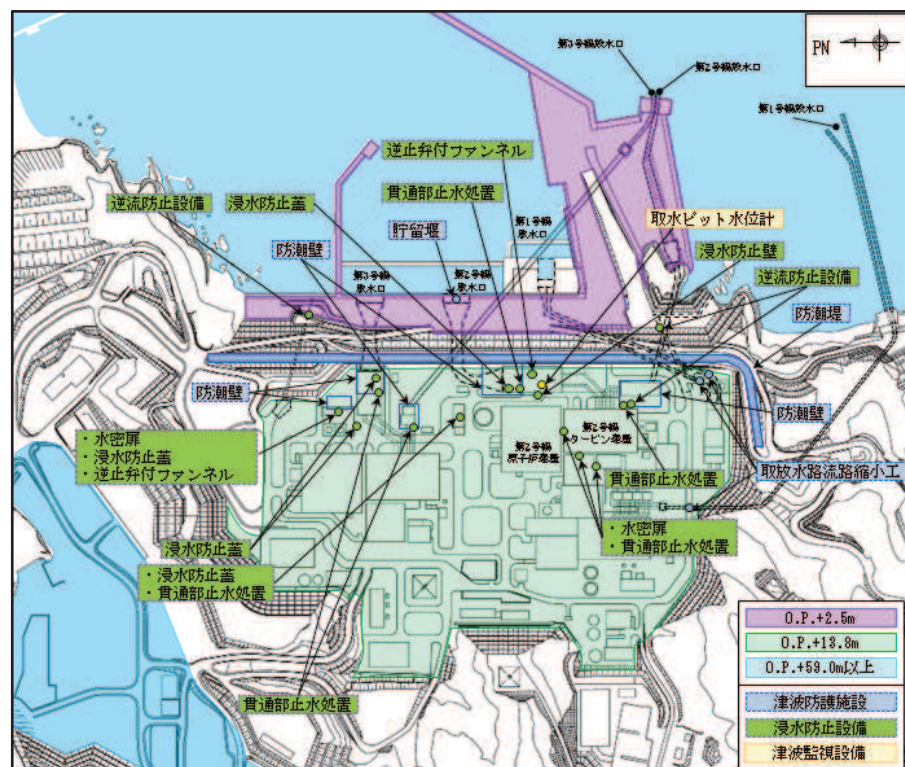 PN
第3号機放水口
第2号機放水口
第1号機放水口
逆止弁付ファンネル
貫通部止水処置
逆流防止設備
浸水防止蓋
取水ピット水位計
第1号機
取水口
貯留堰
防潮壁
浸水防止壁
第3号機
取水口
第2号機
取水口
逆流防止設備
防潮堤
防潮壁
防潮壁
・水密扉
・浸水防止蓋
・逆止弁付ファンネル
第2号機
原子炉建屋
第2号機
タービン建屋
取放水路流路縮小工
貫通部止水処置
・水密扉
・貫通部止水処置
浸水防止蓋
・浸水防止蓋
・貫通部止水処置
貫通部止水処置
O.P.+2.5m
O.P.+13.8m
O.P.+59.0m以上
津波防護施設
浸水防止設備
津波監視設備